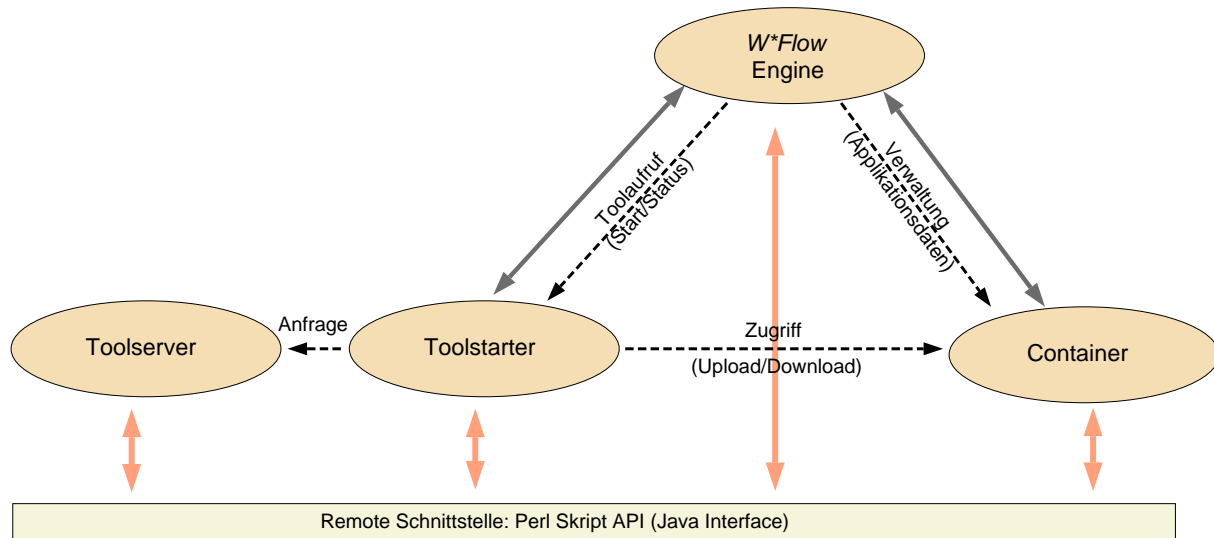 W*Flow
Engine
Toolaufruf
(Start/Status)
Verwaltung
(Applikationsdaten)
Toolserver
Anfrage
Toolstarter
Zugriff
(Upload/Download)
Container
Remote Schnittstelle: Perl Skript API (Java Interface)